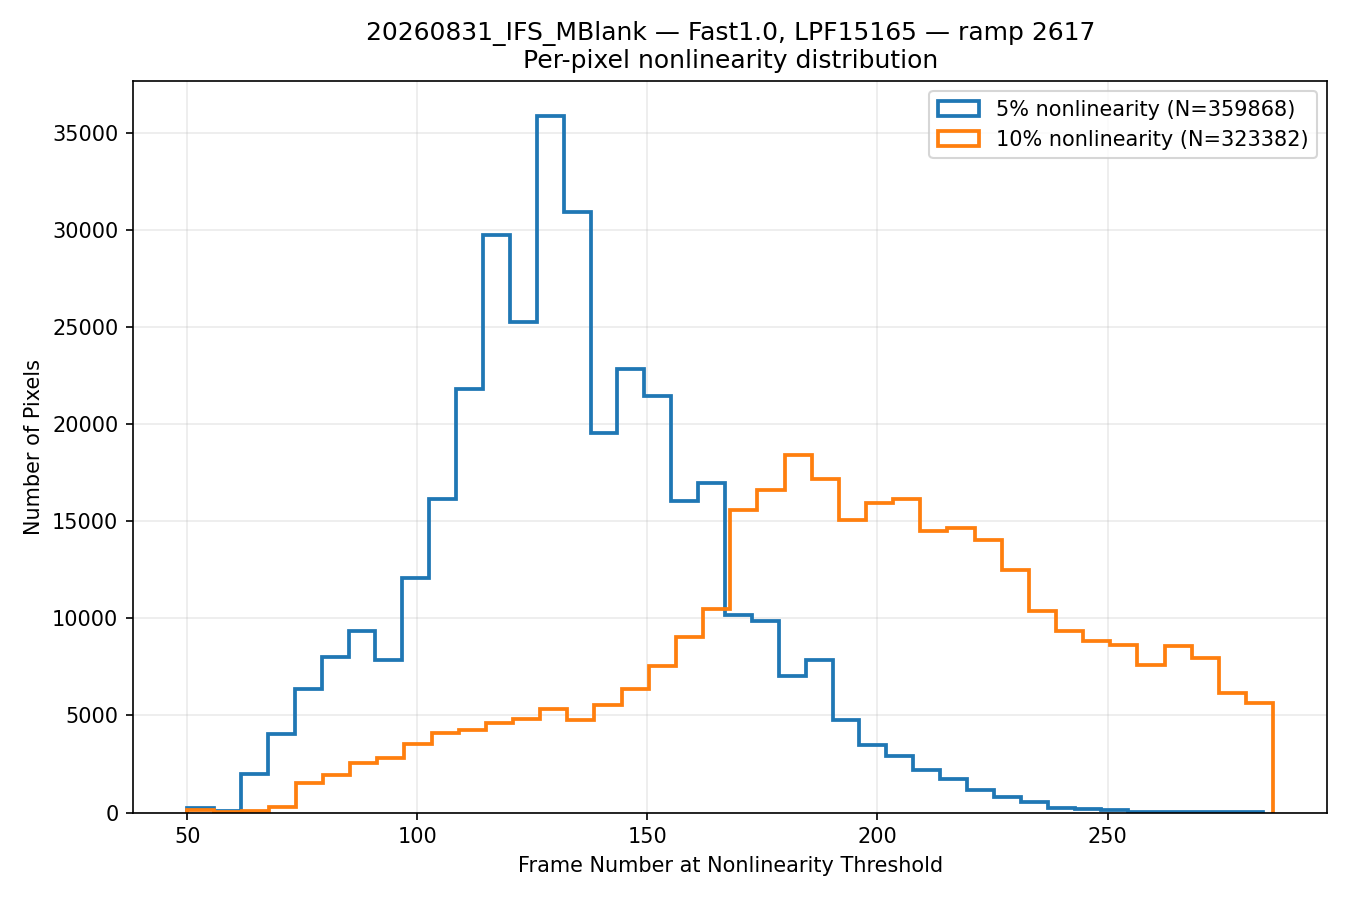 20260831_IFS_MBlank — Fast1.0, LPF15165 — ramp 2617
Per-pixel nonlinearity distribution
5% nonlinearity (N=359868)
10% nonlinearity (N=323382)
Number of Pixels
35000
30000
25000
20000
15000
10000
5000
0
50
100
150
200
250
Frame Number at Nonlinearity Threshold